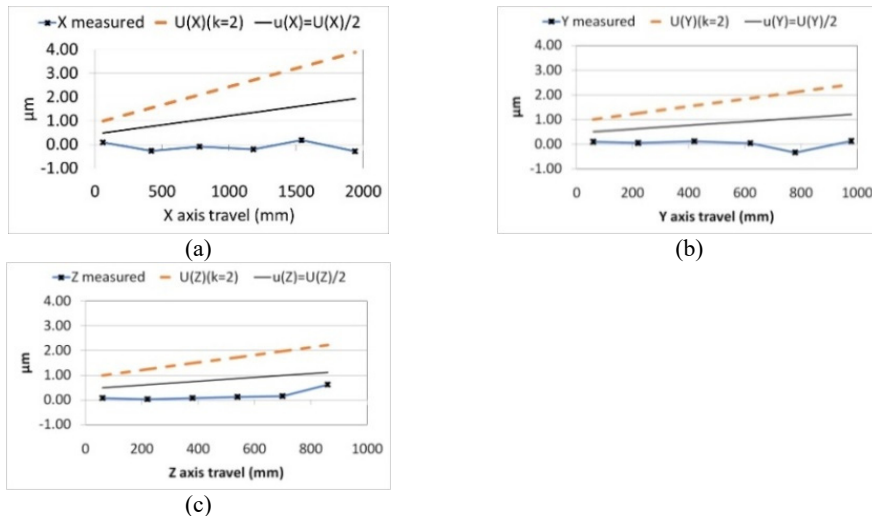 X measured U(X)(k=2) u(X)=U(X)/2
4.00
3.00
2.00
1.00
0.00
-1.00
µm
0 500 1000 1500 2000
X axis travel (mm)
(a)
Y measured U(Y)(k=2) u(Y)=U(Y)/2
4.00
3.00
2.00
1.00
0.00
-1.00
µm
0 200 400 600 800 1000
Y axis travel (mm)
(b)
Z measured U(Z)(k=2) u(Z)=U(Z)/2
4.00
3.00
2.00
1.00
0.00
-1.00
µm
0 200 400 600 800 1000
Z axis travel (mm)
(c)